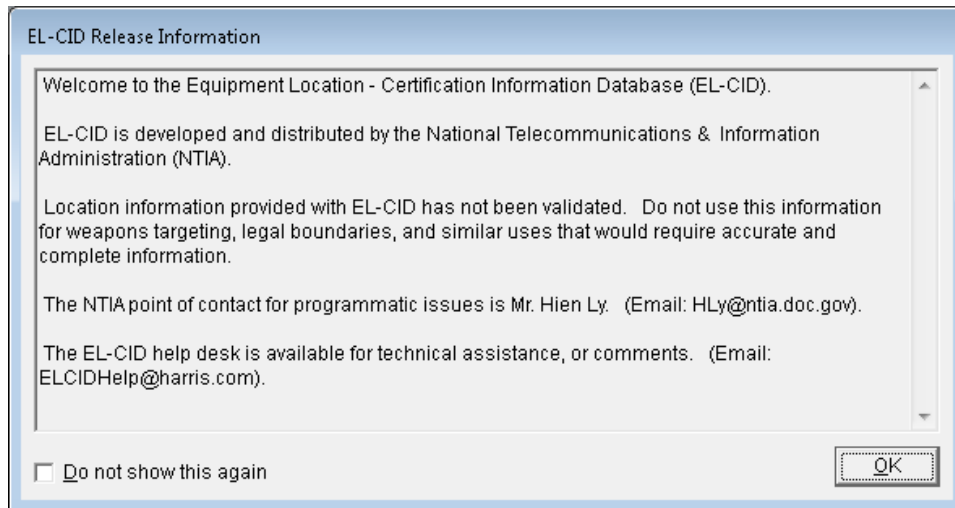 EL-CID Release Information
Welcome to the Equipment Location - Certification Information Database (EL-CID).
EL-CID is developed and distributed by the National Telecommunications & Information
Administration (NTIA).
Location information provided with EL-CID has not been validated. Do not use this information
for weapons targeting, legal boundaries, and similar uses that would require accurate and
complete information.
The NTIA point of contact for programmatic issues is Mr. Hien Ly. (Email: HLy@ntia.doc.gov).
The EL-CID help desk is available for technical assistance, or comments. (Email:
ELCIDHelp@harris.com).
Do not show this again
OK